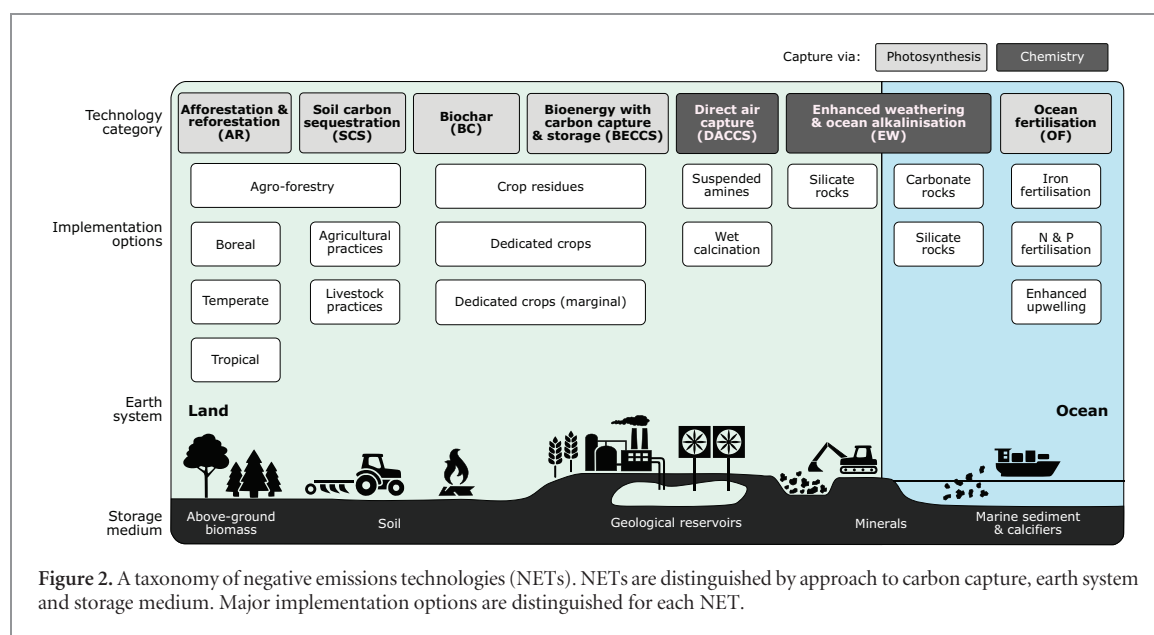 Capture via:
Photosynthesis
Chemistry
Technology
category
Afforestation &
reforestation
(AR)
Soil carbon
sequestration
(SCS)
Biochar
(BC)
Bioenergy with
carbon capture
& storage (BECCS)
Direct air
capture
(DACCS)
Enhanced weathering
& ocean alkalinisation
(EW)
Ocean
fertilisation
(OF)
Implementation
options
Agro-forestry
Crop residues
Suspended
amines
Silicate
rocks
Carbonate
rocks
Iron
fertilisation
Boreal
Agricultural
practices
Dedicated crops
Wet
calcination
Silicate
rocks
N & P
fertilisation
Temperate
Livestock
practices
Dedicated crops (marginal)
Enhanced
upwelling
Tropical
Earth
system
Land
Ocean
Storage
medium
Above-ground
biomass
Soil
Geological reservoirs
Minerals
Marine sediment
& calcifiers
Figure 2. A taxonomy of negative emissions technologies (NETs). NETs are distinguished by approach to carbon capture, earth system
and storage medium. Major implementation options are distinguished for each NET.